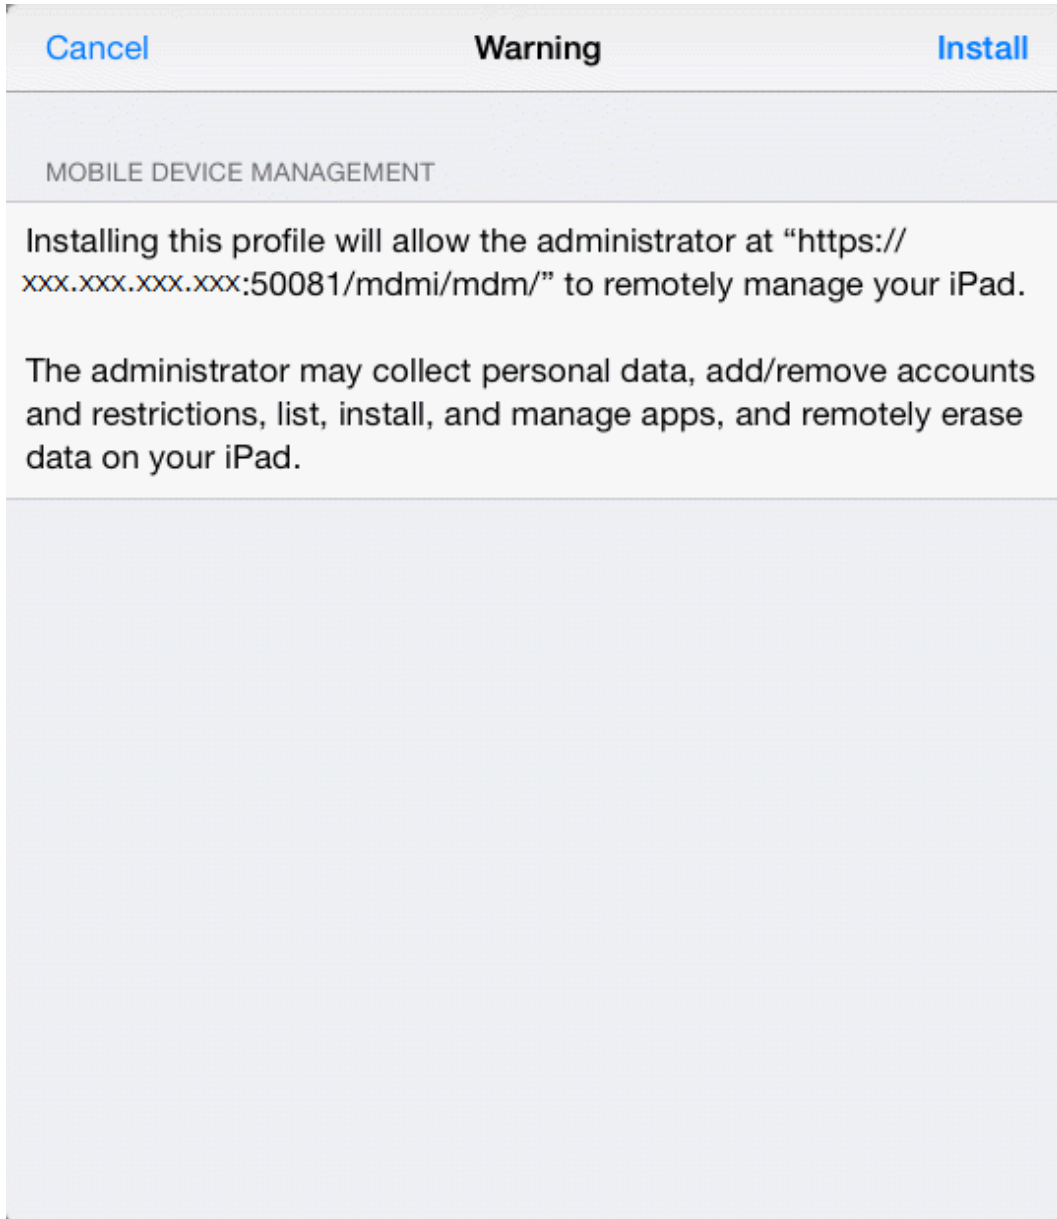 Cancel Warning Install
MOBILE DEVICE MANAGEMENT
Installing this profile will allow the administrator at “https://
xxx.xxx.xxx.xxx:50081/mdmi/mdm/” to remotely manage your iPad.
The administrator may collect personal data, add/remove accounts
and restrictions, list, install, and manage apps, and remotely erase
data on your iPad.